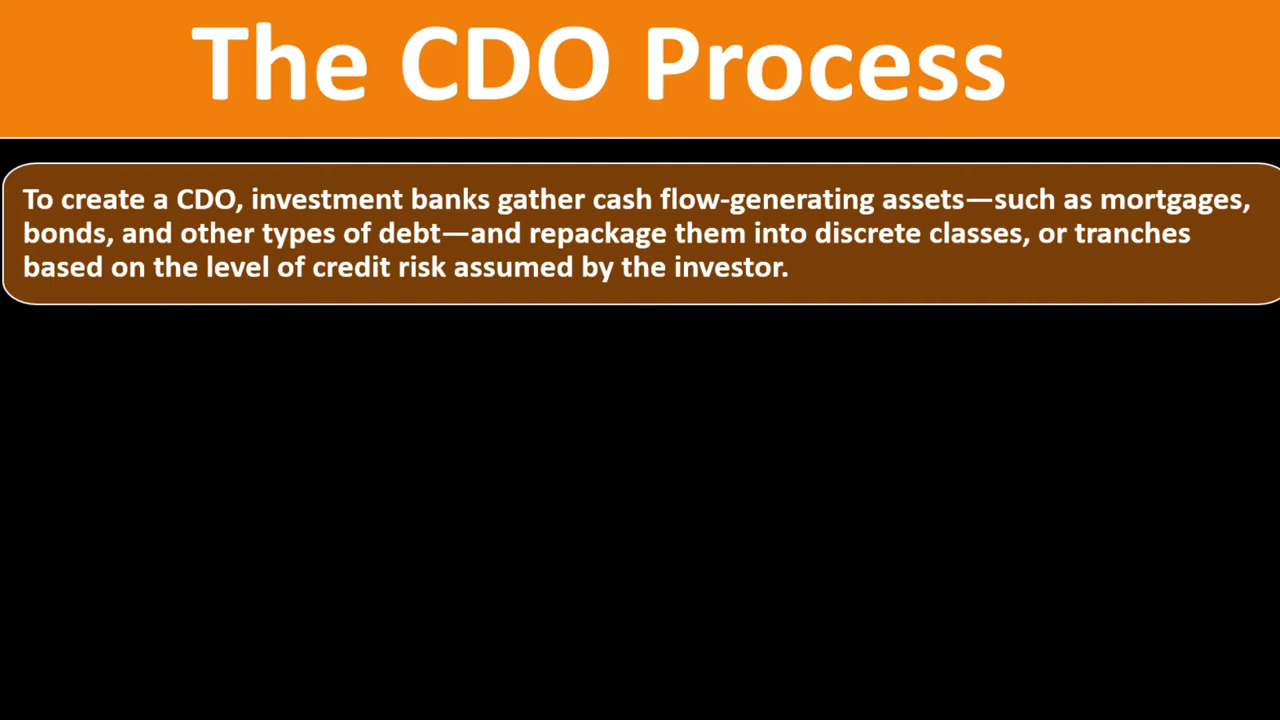 The CDO Process
To create a CDO, investment banks gather cash flow-generating assets—such as mortgages,
bonds, and other types of debt—and repackage them into discrete classes, or tranches
based on the level of credit risk assumed by the investor.